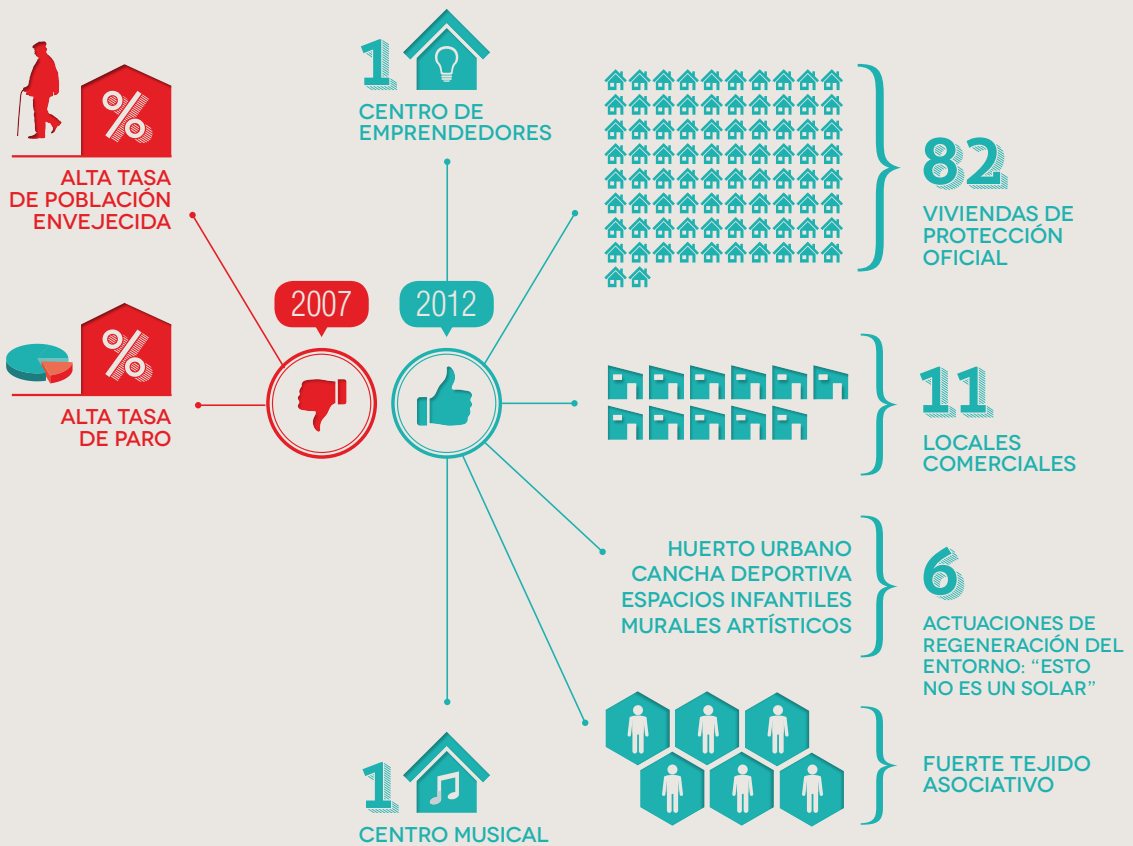 %
ALTA TASA
DE POBLACIÓN
ENVEJECIDA
%
ALTA TASA
DE PARO
2007
2012
1
CENTRO DE
EMPRENDEDORES
82
VIVIENDAS DE
PROTECCIÓN
OFICIAL
11
LOCALES
COMERCIALES
HUERTO URBANO
CANCHA DEPORTIVA
ESPACIOS INFANTILES
MURALES ARTÍSTICOS
6
ACTUACIONES DE
REGENERACIÓN DEL
ENTORNO: “ESTO
NO ES UN SOLAR”
FUERTE TEJIDO
ASOCIATIVO
1
CENTRO MUSICAL